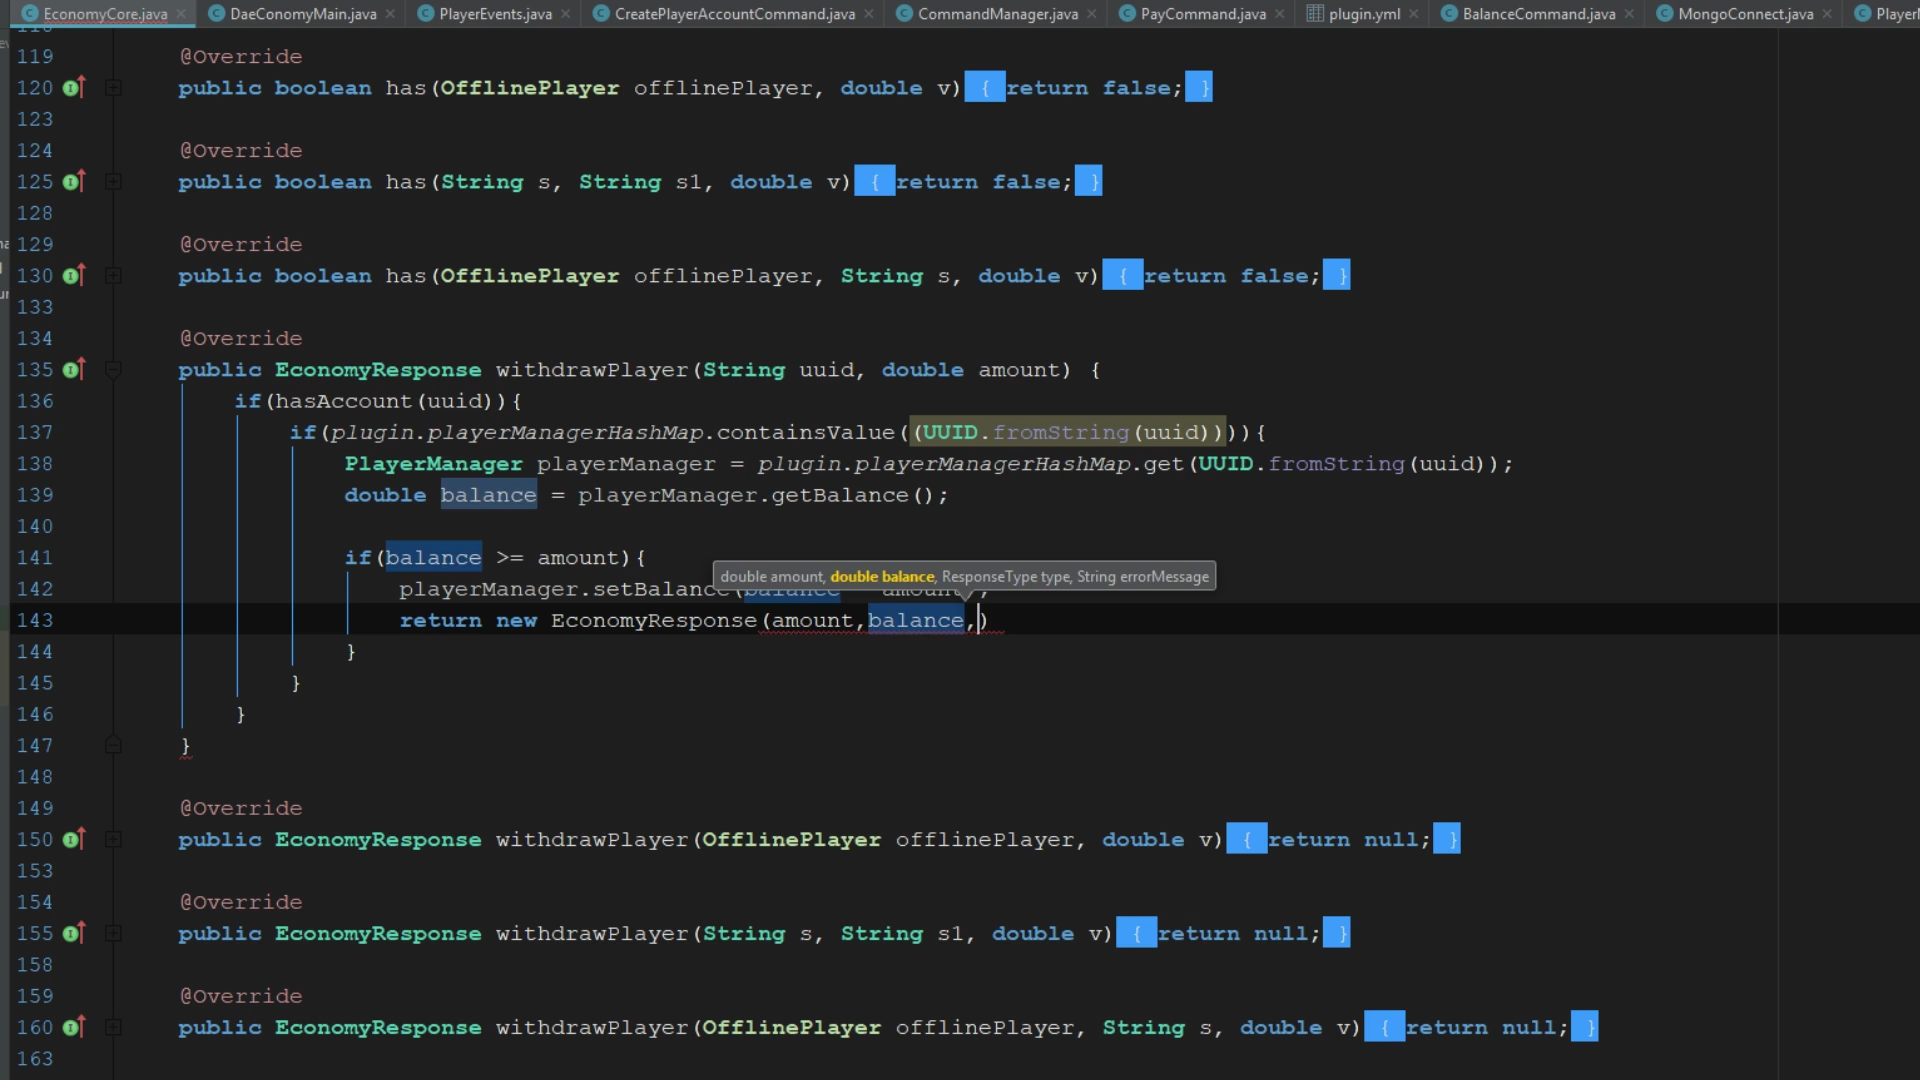 EconomyCore.java DaeConomyMain.java PlayerEvents.java CreatePlayerAccountCommand.java CommandManager.java PayCommand.java plugin.yml BalanceCommand.java MongoConnect.java
119 @Override
120 public boolean has(OfflinePlayer offlinePlayer, double v) { return false; }
123
124 @Override
125 public boolean has(String s, String s1, double v) { return false; }
128
129 @Override
130 public boolean has(OfflinePlayer offlinePlayer, String s, double v) { return false; }
133
134 @Override
135 public EconomyResponse withdrawPlayer(String uuid, double amount) {
136 if(hasAccount(uuid)){
137 if(plugin.playerManagerHashMap.containsValue((UUID.fromString(uuid)))){
138 PlayerManager playerManager = plugin.playerManagerHashMap.get(UUID.fromString(uuid));
139 double balance = playerManager.getBalance();
140
141 if(balance >= amount){
double amount, double balance, ResponseType type, String errorMessage
142 playerManager.setBalance(balance - amount);
143 return new EconomyResponse(amount,balance,)
144 }
145 }
146 }
147 }
148
149 @Override
150 public EconomyResponse withdrawPlayer(OfflinePlayer offlinePlayer, double v) { return null; }
153
154 @Override
155 public EconomyResponse withdrawPlayer(String s, String s1, double v) { return null; }
158
159 @Override
160 public EconomyResponse withdrawPlayer(OfflinePlayer offlinePlayer, String s, double v) { return null; }
163